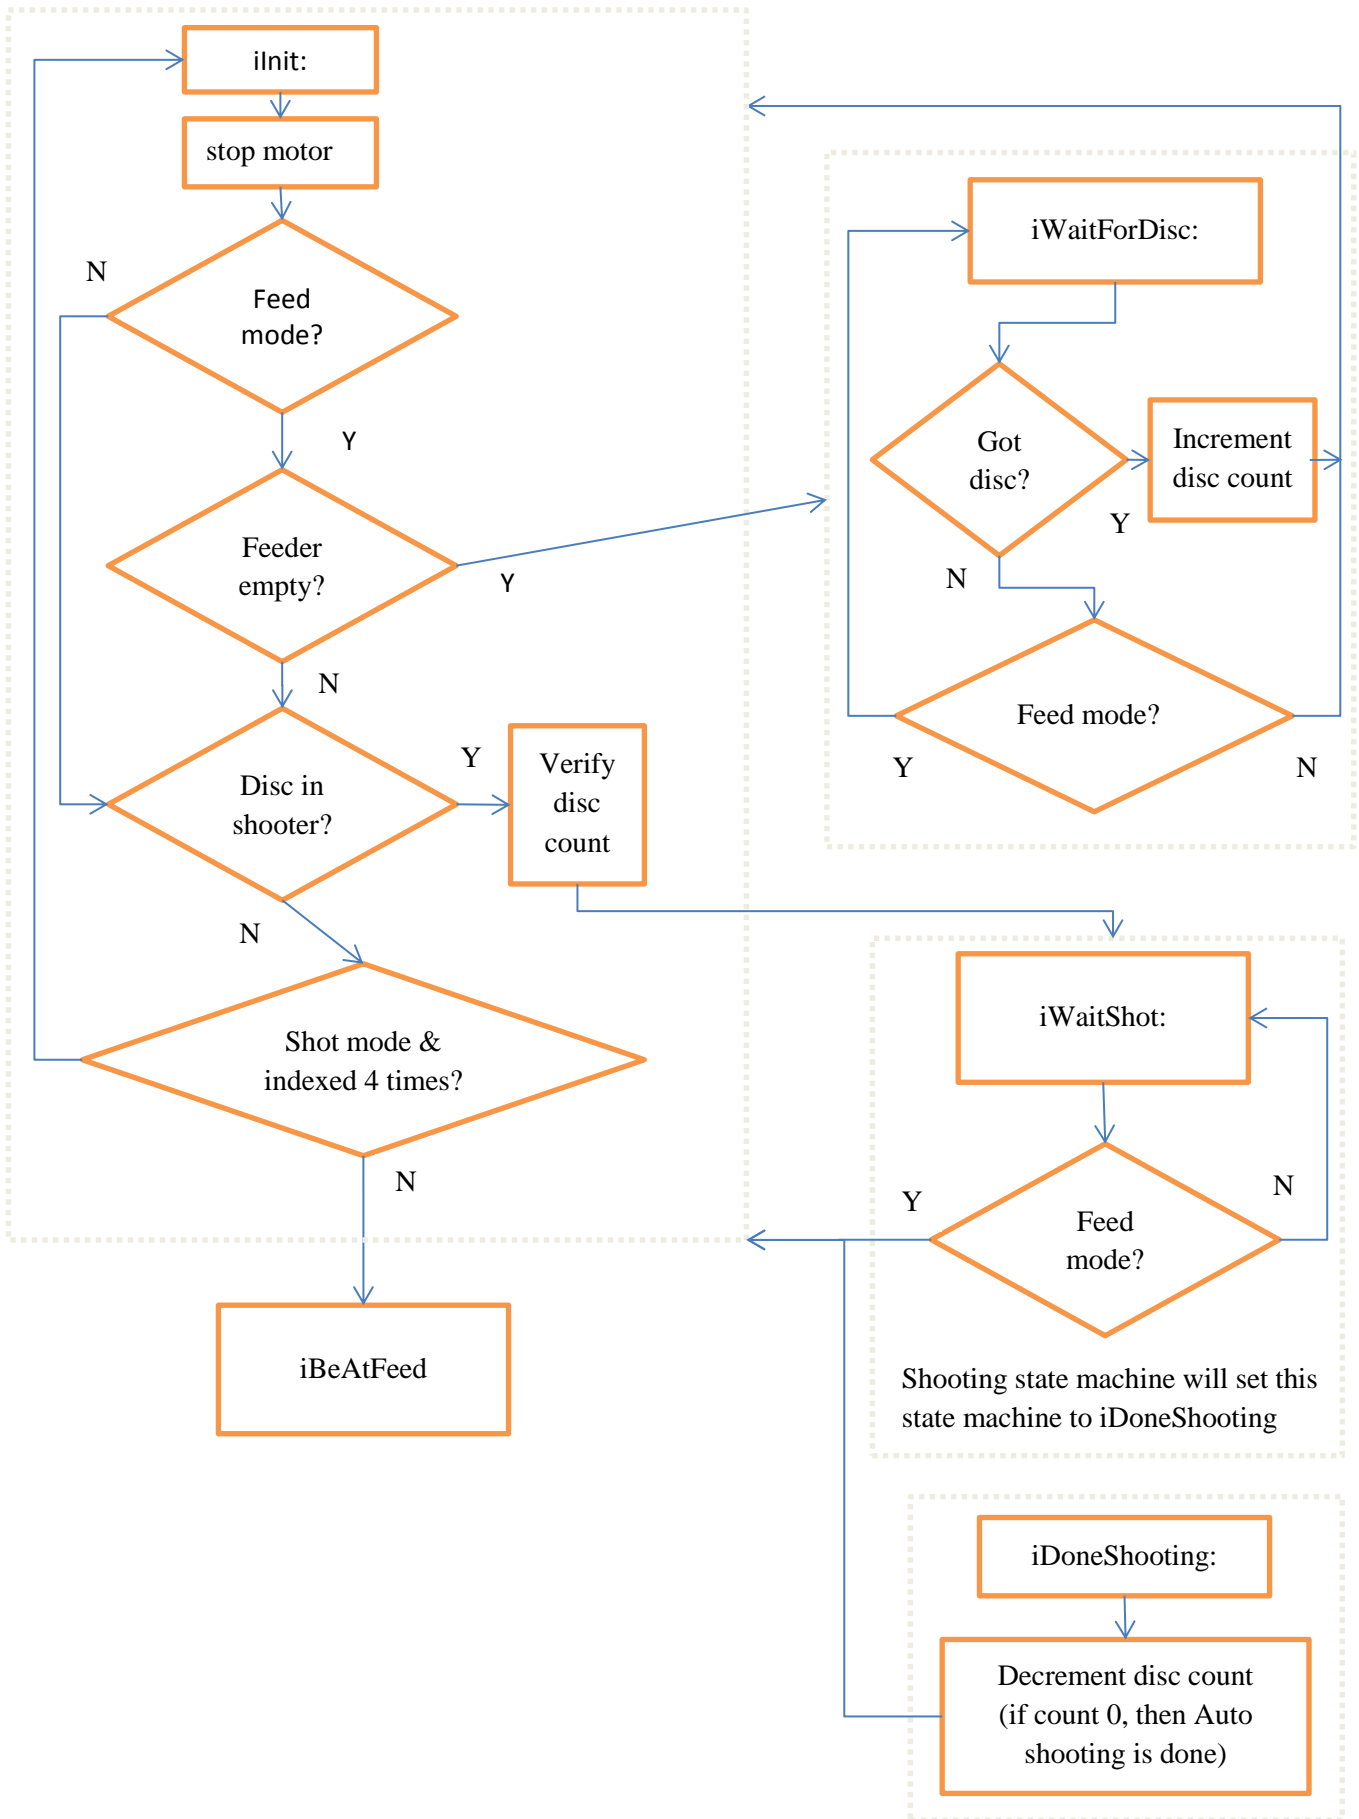 iInit:
stop motor
N
Feed
mode?
Y
Feeder
empty?
Y
N
Disc in
shooter?
Y
Verify
disc
count
N
Shot mode &
indexed 4 times?
N
iBeAtFeed
iWaitForDisc:
Got
disc?
Y
Increment
disc count
N
Feed mode?
Y
N
iWaitShot:
Feed
mode?
Y
N
Shooting state machine will set this
state machine to iDoneShooting
iDoneShooting:
Decrement disc count
(if count 0, then Auto
shooting is done)